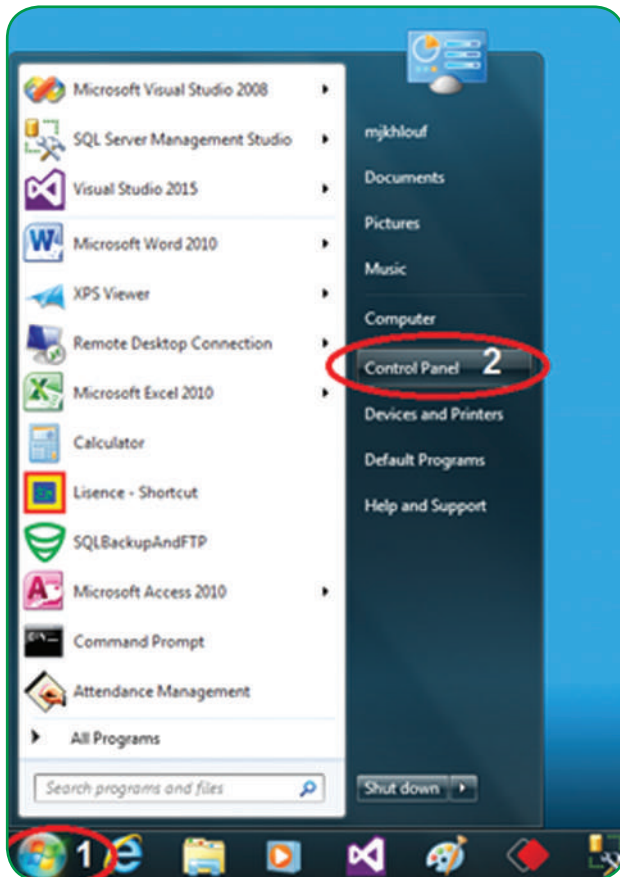 Microsoft Visual Studio 2008
SQL Server Management Studio
Visual Studio 2015
Microsoft Word 2010
XPS Viewer
Remote Desktop Connection
Microsoft Excel 2010
Calculator
Lisence - Shortcut
SQLBackupAndFTP
Microsoft Access 2010
Command Prompt
Attendance Management
All Programs
Search programs and files
mjkhlouf
Documents
Pictures
Music
Computer
Control Panel 2
Devices and Printers
Default Programs
Help and Support
Shut down
1